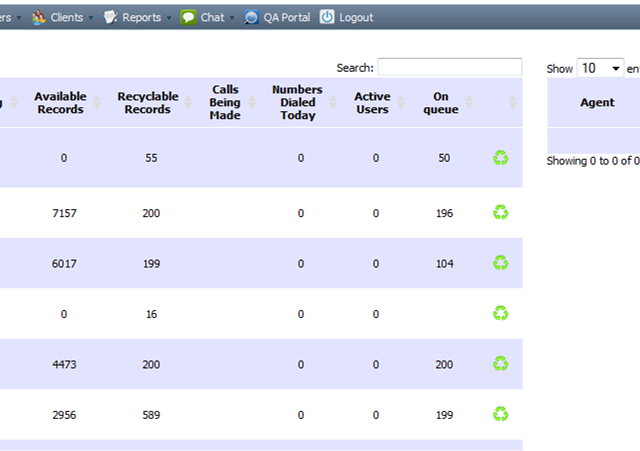 ers Clients Reports Chat QA Portal Logout
Search:
Show 10 en
g Available Records Recyclable Records Calls Being Made Numbers Dialed Today Active Users On queue
Agent
0 55 0 0 50
Showing 0 to 0 of 0
7157 200 0 0 196
6017 199 0 0 104
0 16 0 0
4473 200 0 0 200
2956 589 0 0 199